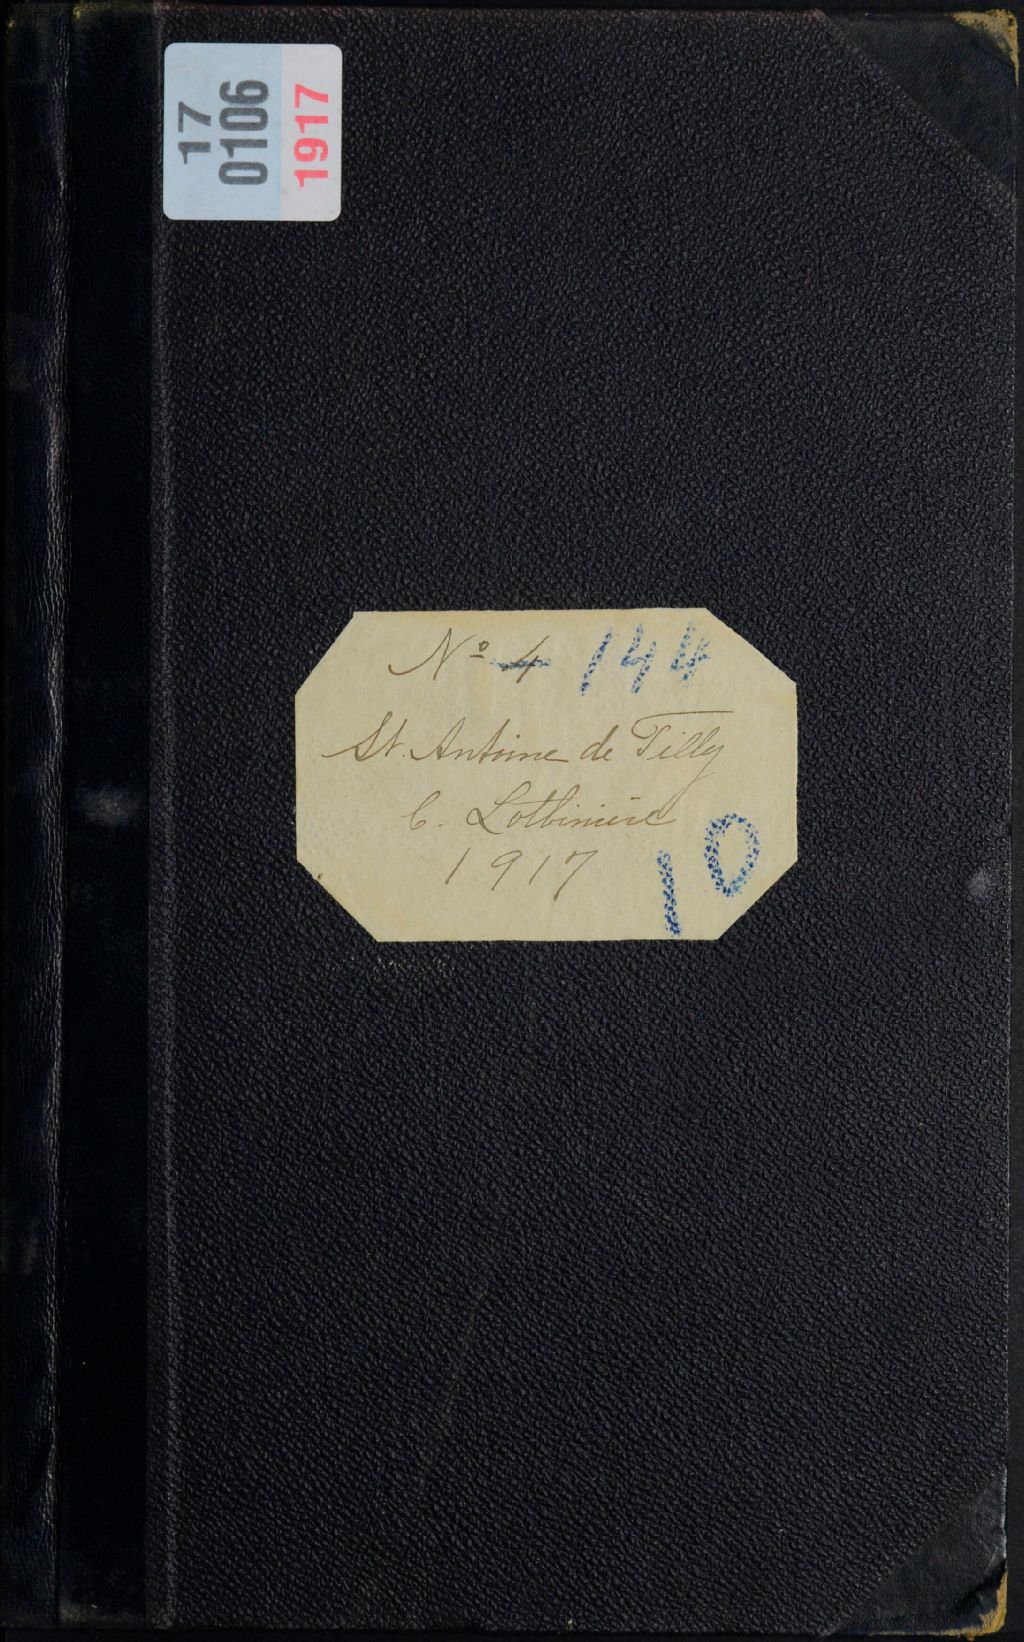 17
0106
1917
No 4 144
St. Antoine de Tilly
C. Lotbinière
1917
10